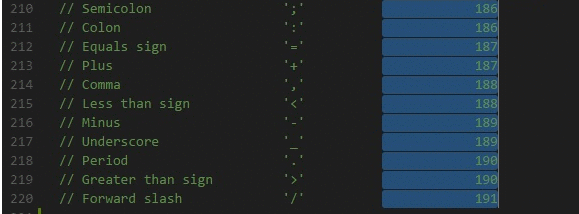 210 // Semicolon ';' 186
211 // Colon ':' 186
212 // Equals sign '=' 187
213 // Plus '+' 187
214 // Comma ',' 188
215 // Less than sign '<' 188
216 // Minus '-' 189
217 // Underscore '_' 189
218 // Period '.' 190
219 // Greater than sign '>' 190
220 // Forward slash '/' 191